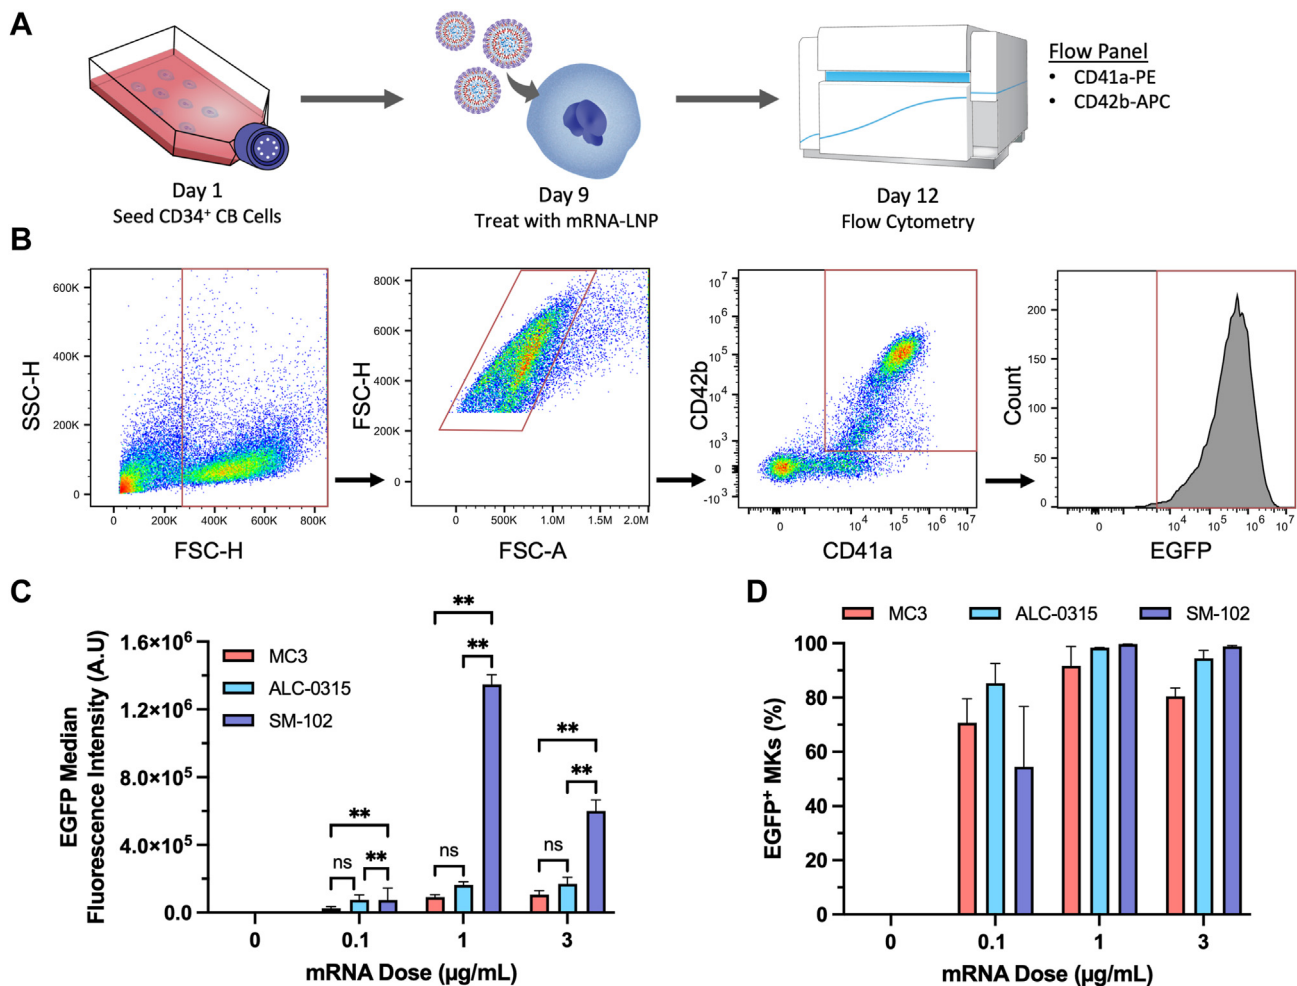 A
Flow Panel
• CD41a-PE
• CD42b-APC
Day 1
Seed CD34⁺ CB Cells
Day 9
Treat with mRNA-LNP
Day 12
Flow Cytometry
B
SSC-H
600K
400K
200K
0
0 200K 400K 600K 800K
FSC-H
FSC-H
800K
600K
400K
200K
0
0 500K 1.0M 1.5M 2.0M
FSC-A
CD42b
10⁷
10⁶
10⁵
10⁴
10³
0
-10³
0 10⁴ 10⁵ 10⁶ 10⁷
CD41a
Count
200
150
100
50
0
0 10⁴ 10⁵ 10⁶ 10⁷
EGFP
C
EGFP Median
Fluorescence Intensity (A.U)
1.6×10⁶
1.2×10⁶
8.0×10⁵
4.0×10⁵
0.0
MC3
ALC-0315
SM-102
ns ** **
ns ** **
ns ** **
0 0.1 1 3
mRNA Dose (µg/mL)
D
MC3 ALC-0315 SM-102
EGFP⁺ MKs (%)
100
80
60
40
20
0
0 0.1 1 3
mRNA Dose (µg/mL)